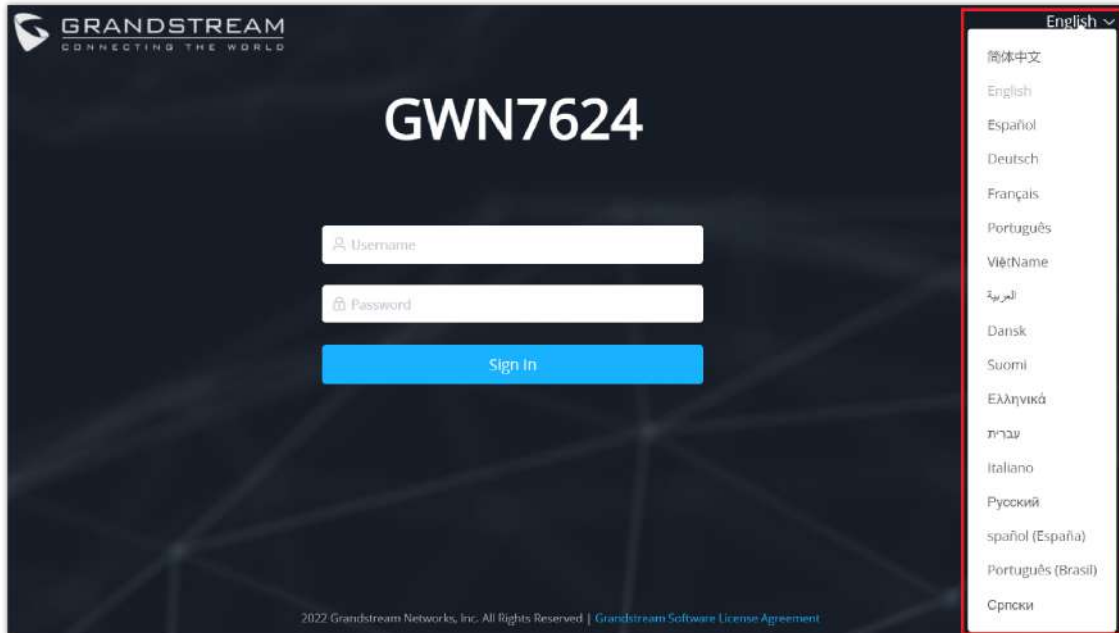 GRANDSTREAM
CONNECTING THE WORLD
English
GWN7624
Username
Password
Sign In
简体中文
English
Español
Deutsch
Français
Português
ViệtName
العربية
Dansk
Suomi
Ελληνικά
עברית
Italiano
Русский
spañol (España)
Português (Brasil)
Српски
2022 Grandstream Networks, Inc. All Rights Reserved | Grandstream Software License Agreement